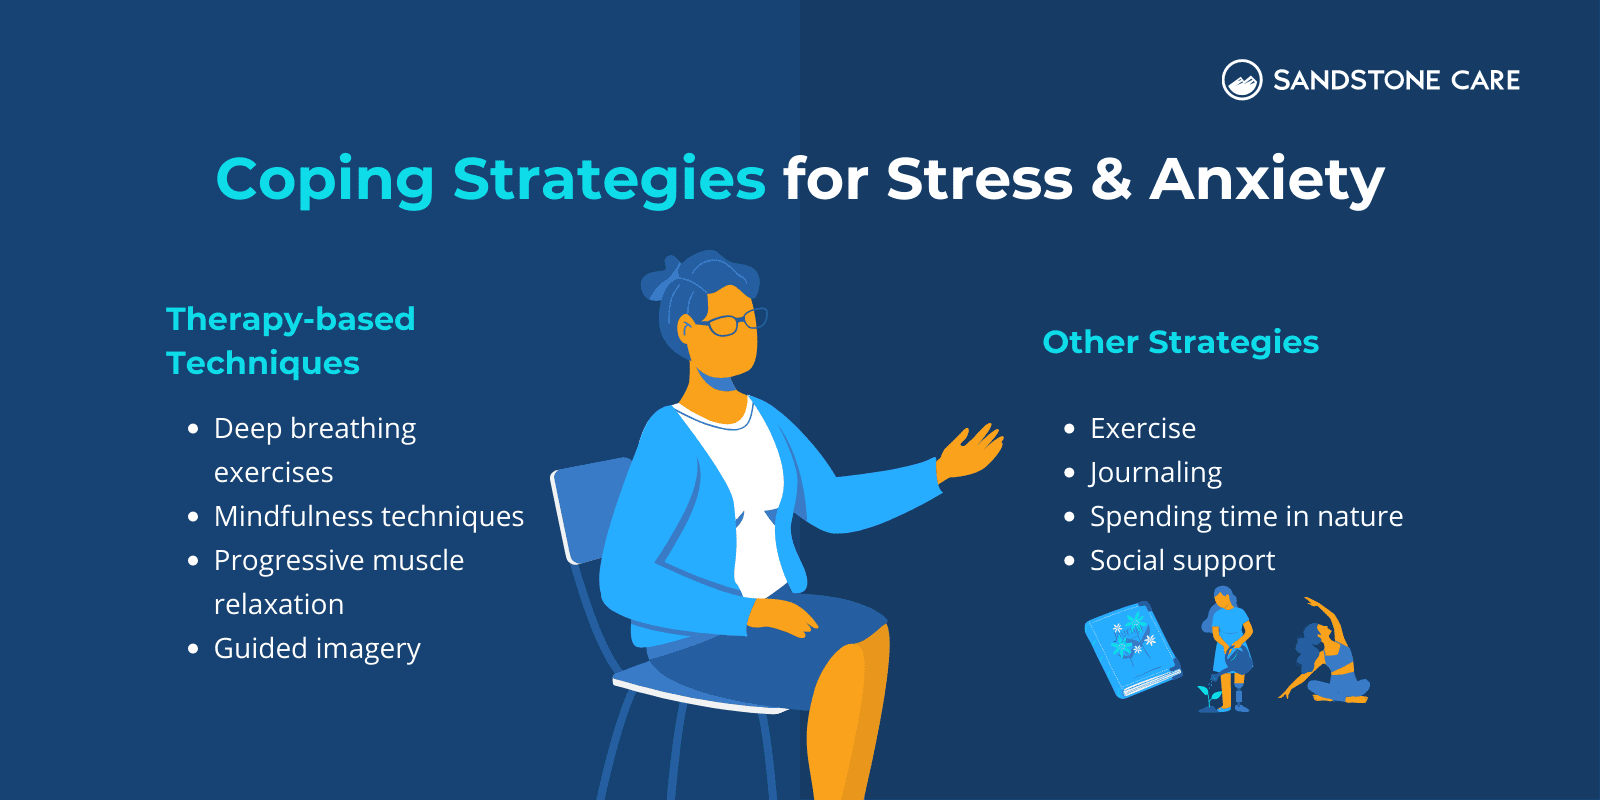 SANDSTONE CARE
Coping Strategies for Stress & Anxiety
Therapy-based
Techniques
• Deep breathing
exercises
• Mindfulness techniques
• Progressive muscle
relaxation
• Guided imagery
Other Strategies
• Exercise
• Journaling
• Spending time in nature
• Social support